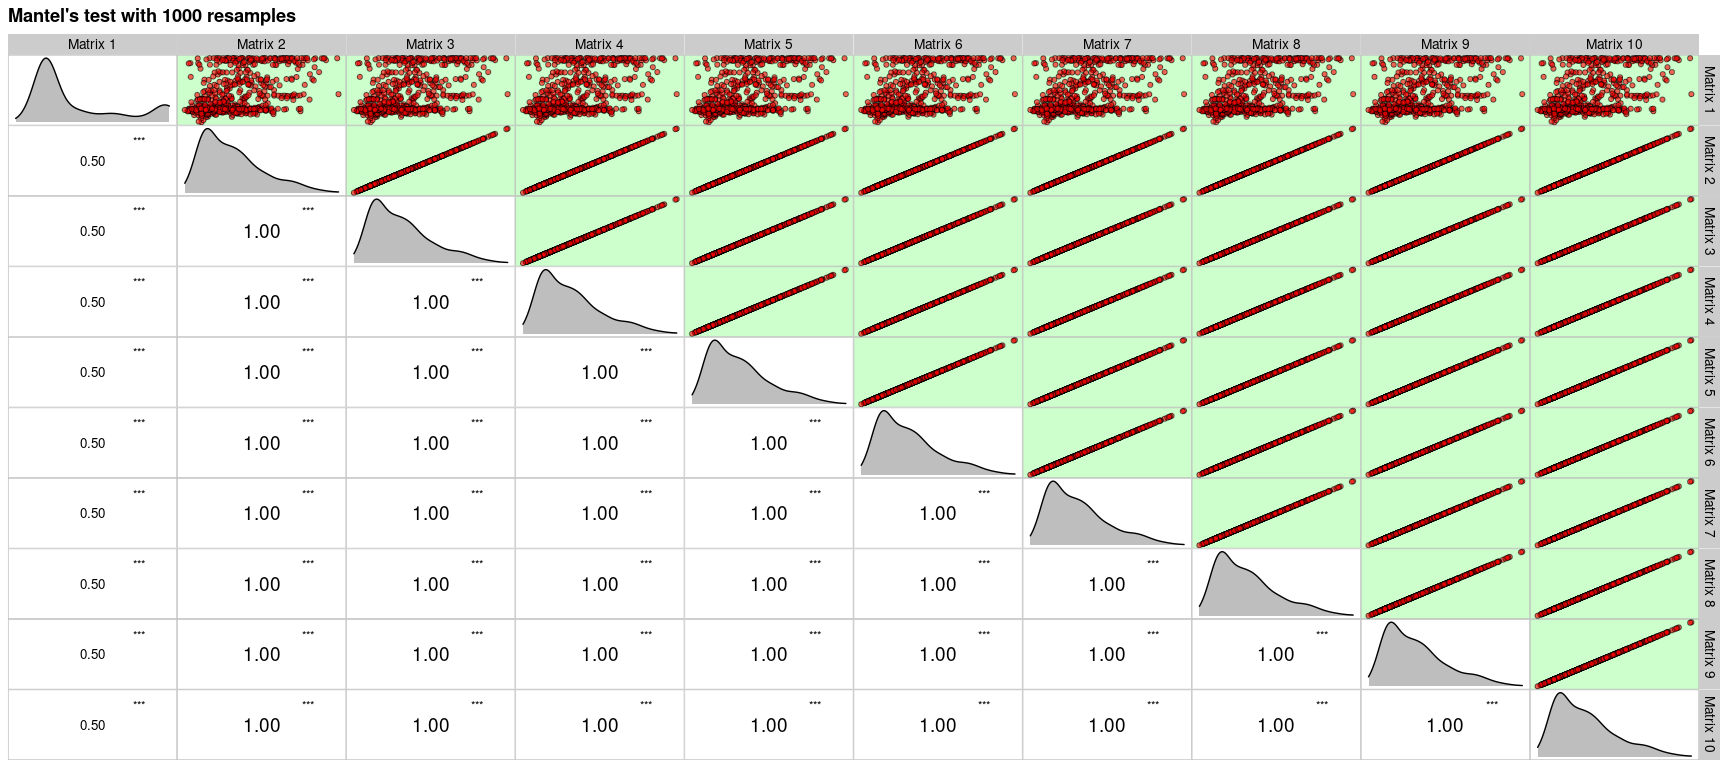 Mantel's test with 1000 resamples
Matrix 1 Matrix 2 Matrix 3 Matrix 4 Matrix 5 Matrix 6 Matrix 7 Matrix 8 Matrix 9 Matrix 10
Matrix 1
*** 
0.50
Matrix 2
*** ***
0.50 1.00
Matrix 3
*** *** ***
0.50 1.00 1.00
Matrix 4
*** *** *** ***
0.50 1.00 1.00 1.00
Matrix 5
*** *** *** *** ***
0.50 1.00 1.00 1.00 1.00
Matrix 6
*** *** *** *** *** ***
0.50 1.00 1.00 1.00 1.00 1.00
Matrix 7
*** *** *** *** *** *** ***
0.50 1.00 1.00 1.00 1.00 1.00 1.00
Matrix 8
*** *** *** *** *** *** *** ***
0.50 1.00 1.00 1.00 1.00 1.00 1.00 1.00
Matrix 9
*** *** *** *** *** *** *** *** ***
0.50 1.00 1.00 1.00 1.00 1.00 1.00 1.00 1.00
Matrix 10